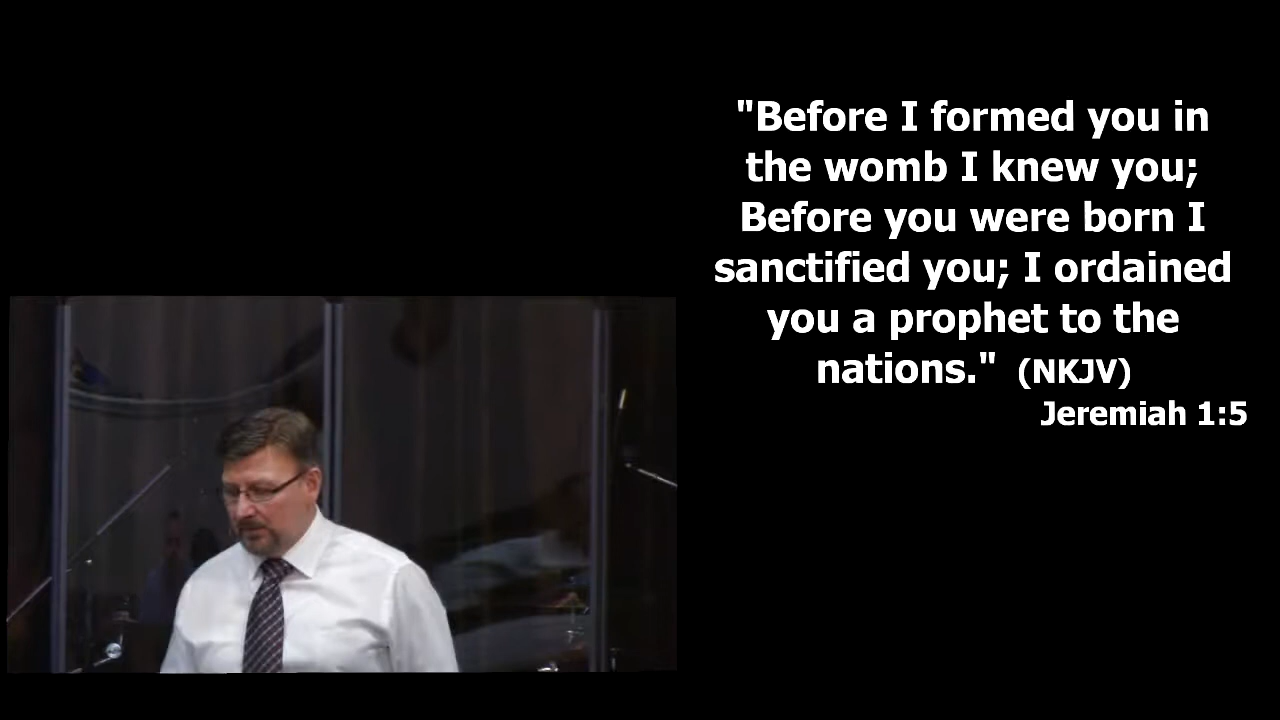 "Before I formed you in
the womb I knew you;
Before you were born I
sanctified you; I ordained
you a prophet to the
nations." (NKJV)
Jeremiah 1:5